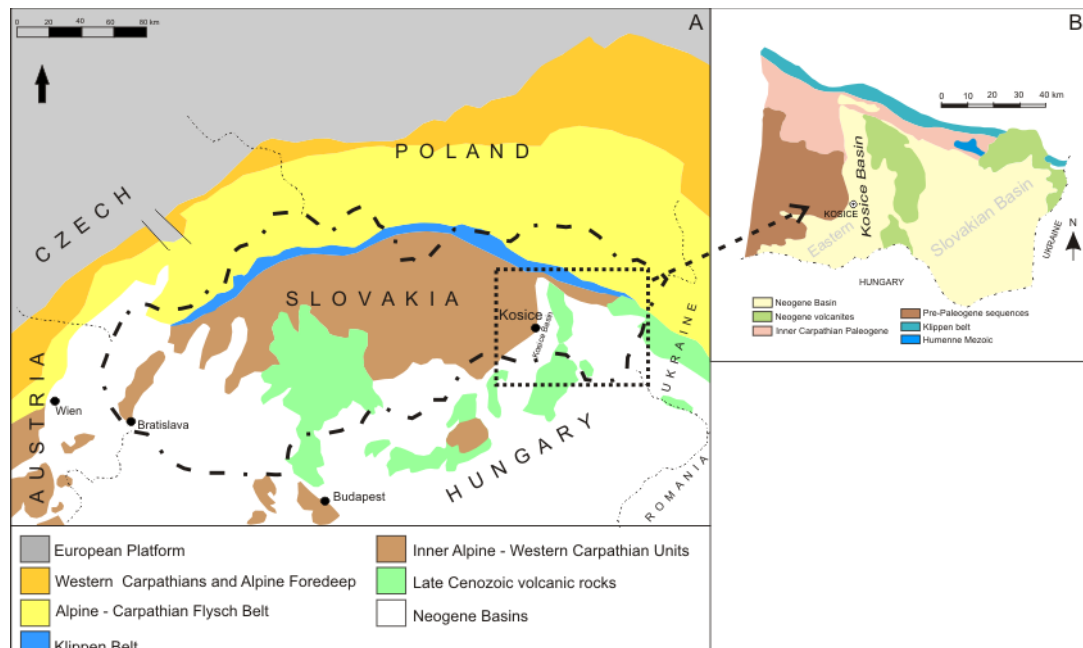 A
0 20 40 60 80 km
POLAND
CZECH
SLOVAKIA
Kosice
Kosice Basin
UKRAINE
AUSTRIA
Wien
Bratislava
HUNGARY
Budapest
ROMANIA
European Platform
Western Carpathians and Alpine Foredeep
Alpine - Carpathian Flysch Belt
Klippen Belt
Inner Alpine - Western Carpathian Units
Late Cenozoic volcanic rocks
Neogene Basins
B
0 10 20 30 40 km
Kosice Basin
KOSICE
Eastern
Slovakian Basin
UKRAINE
N
HUNGARY
Neogene Basin
Neogene volcanites
Inner Carpathian Paleogene
Pre-Paleogene sequences
Klippen belt
Humenne Mezoic